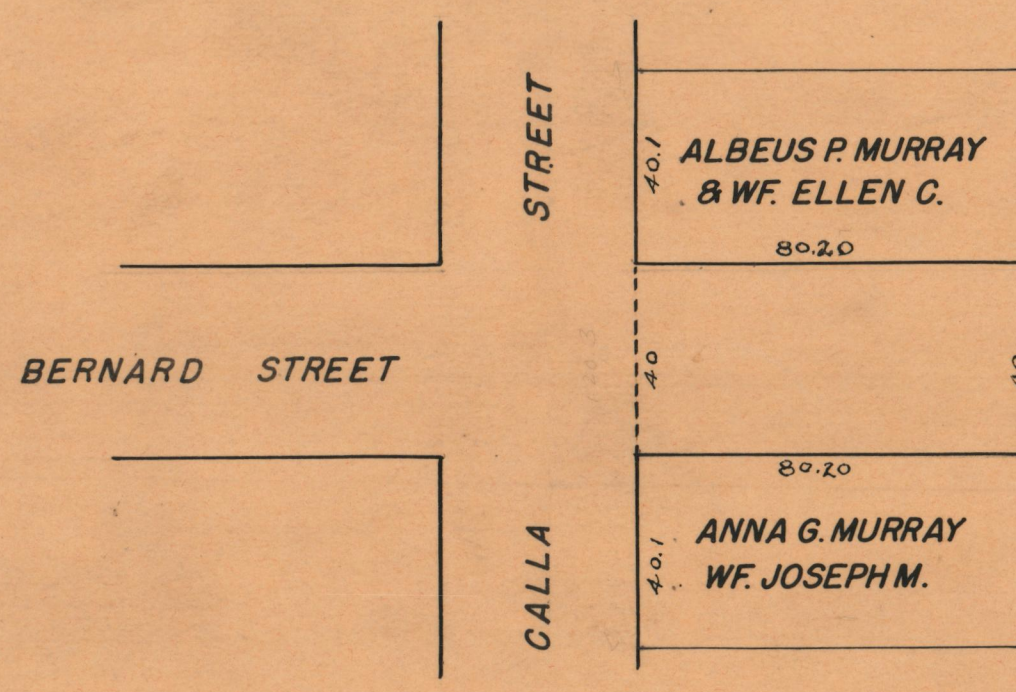 STREET
40.1
ALBEUS P. MURRAY
& WF. ELLEN C.
80.20
BERNARD STREET
40
80.20
CALLA
40.1
ANNA G. MURRAY
WF. JOSEPH M.